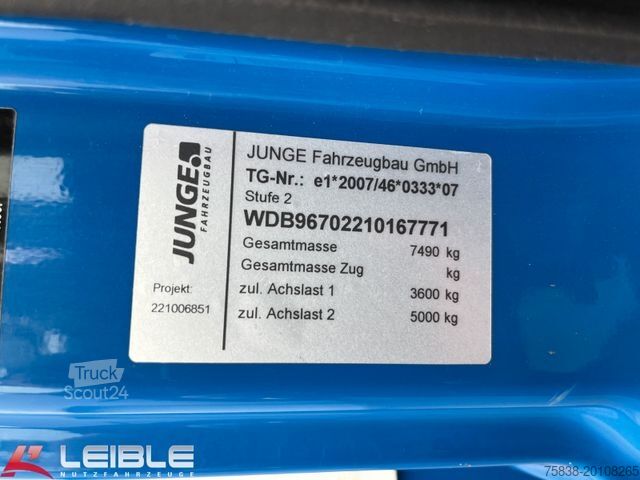 JUNGE
FAHRZEUGBAU
Projekt:
221006851
JUNGE Fahrzeugbau GmbH
TG-Nr.: e1*2007/46*0333*07
Stufe 2
WDB96702210167771
Gesamtmasse 7490 kg
Gesamtmasse Zug kg
zul. Achslast 1 3600 kg
zul. Achslast 2 5000 kg
Truck
Scout24
LEIBLE
NUTZFAHRZEUGE
75838-20108265